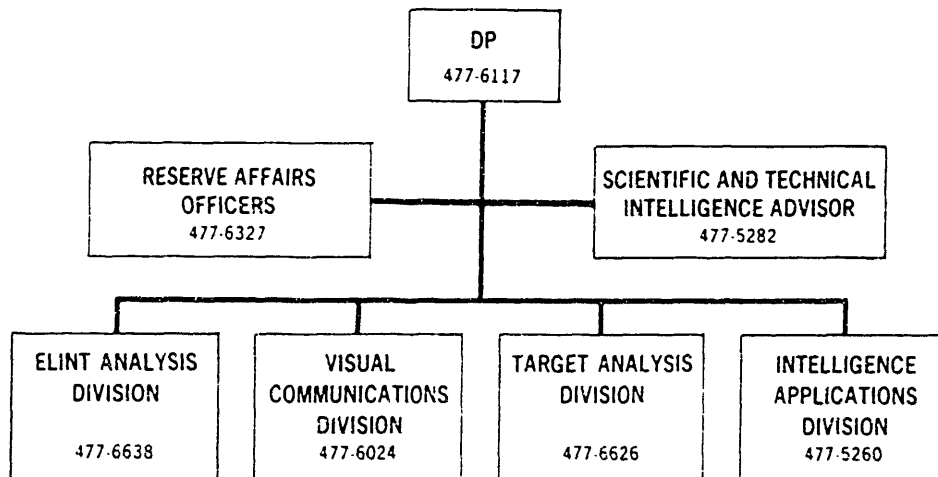 DP
477-6117
RESERVE AFFAIRS
OFFICERS
477-6327
SCIENTIFIC AND TECHNICAL
INTELLIGENCE ADVISOR
477-5282
ELINT ANALYSIS
DIVISION
477-6638
VISUAL
COMMUNICATIONS
DIVISION
477-6024
TARGET ANALYSIS
DIVISION
477-6626
INTELLIGENCE
APPLICATIONS
DIVISION
477-5260